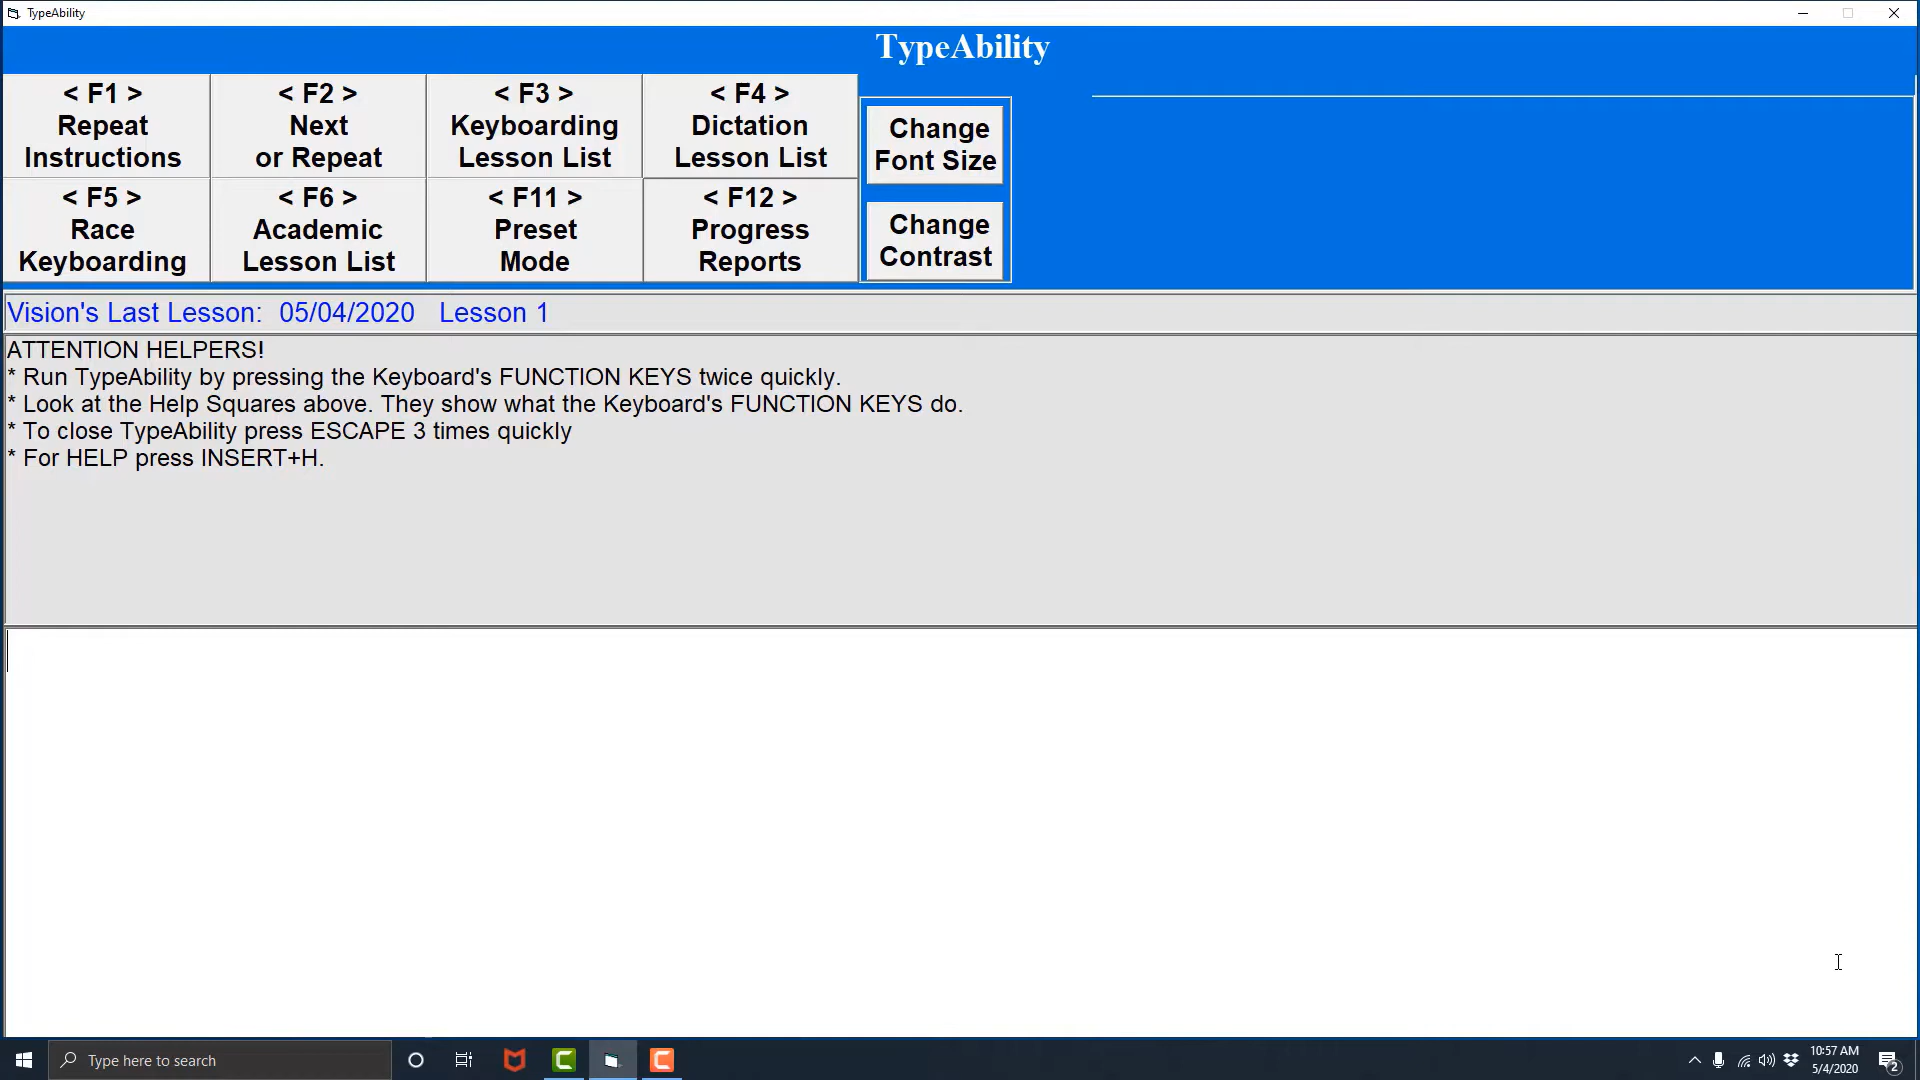 TypeAbility
TypeAbility
< F1 >
Repeat
Instructions
< F2 >
Next
or Repeat
< F3 >
Keyboarding
Lesson List
< F4 >
Dictation
Lesson List
Change
Font Size
< F5 >
Race
Keyboarding
< F6 >
Academic
Lesson List
< F11 >
Preset
Mode
< F12 >
Progress
Reports
Change
Contrast
Vision's Last Lesson: 05/04/2020 Lesson 1
ATTENTION HELPERS!
* Run TypeAbility by pressing the Keyboard's FUNCTION KEYS twice quickly.
* Look at the Help Squares above. They show what the Keyboard's FUNCTION KEYS do.
* To close TypeAbility press ESCAPE 3 times quickly
* For HELP press INSERT+H.
Type here to search
10:57 AM
5/4/2020
2